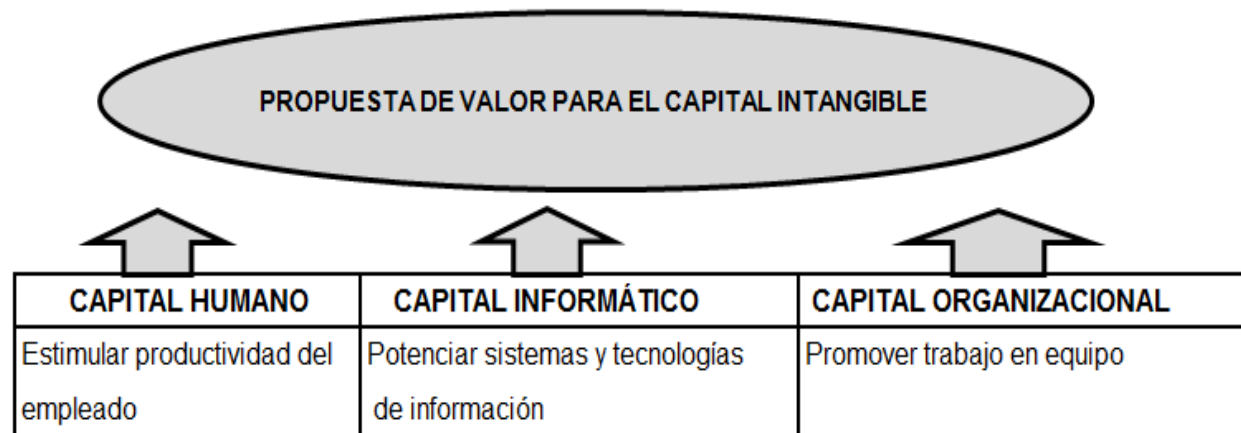 PROPUESTA DE VALOR PARA EL CAPITAL INTANGIBLE
CAPITAL HUMANO
CAPITAL INFORMÁTICO
CAPITAL ORGANIZACIONAL
Estimular productividad del
empleado
Potenciar sistemas y tecnologías
de información
Promover trabajo en equipo